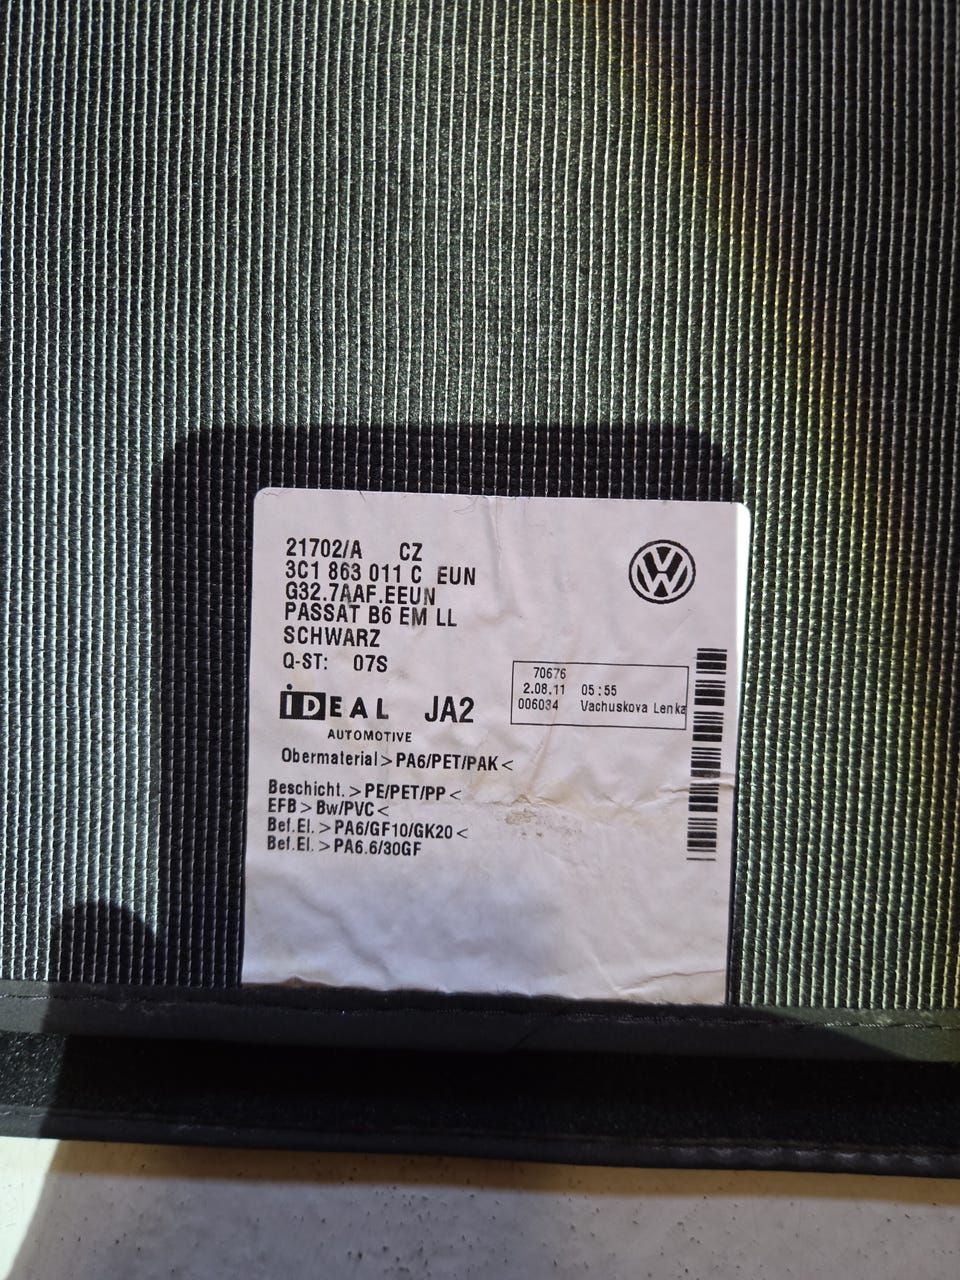 21702/A CZ
3C1 863 011 C EUN
G32.7AAF.EEUN
PASSAT B6 EM LL
SCHWARZ
Q-ST: 07S
70676
2.08.11 05:55
006034 Vachuskova Lenka
iDEAL JA2
AUTOMOTIVE
Obermaterial>PA6/PET/PAK<
Beschicht.>PE/PET/PP<
EFB>Bw/PVC<
Bef.El.>PA6/GF10/GK20<
Bef.El.>PA6.6/30GF